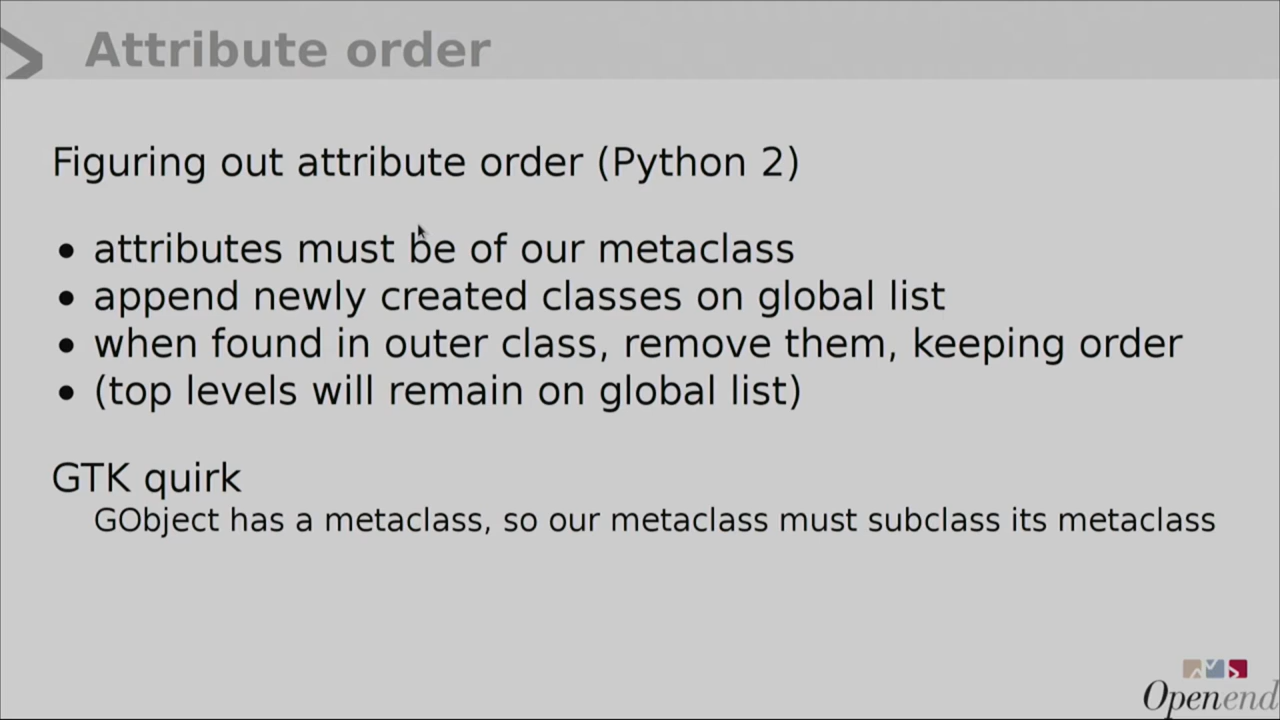 Attribute order
Figuring out attribute order (Python 2)
• attributes must be of our metaclass
• append newly created classes on global list
• when found in outer class, remove them, keeping order
• (top levels will remain on global list)
GTK quirk
GObject has a metaclass, so our metaclass must subclass its metaclass
Openend